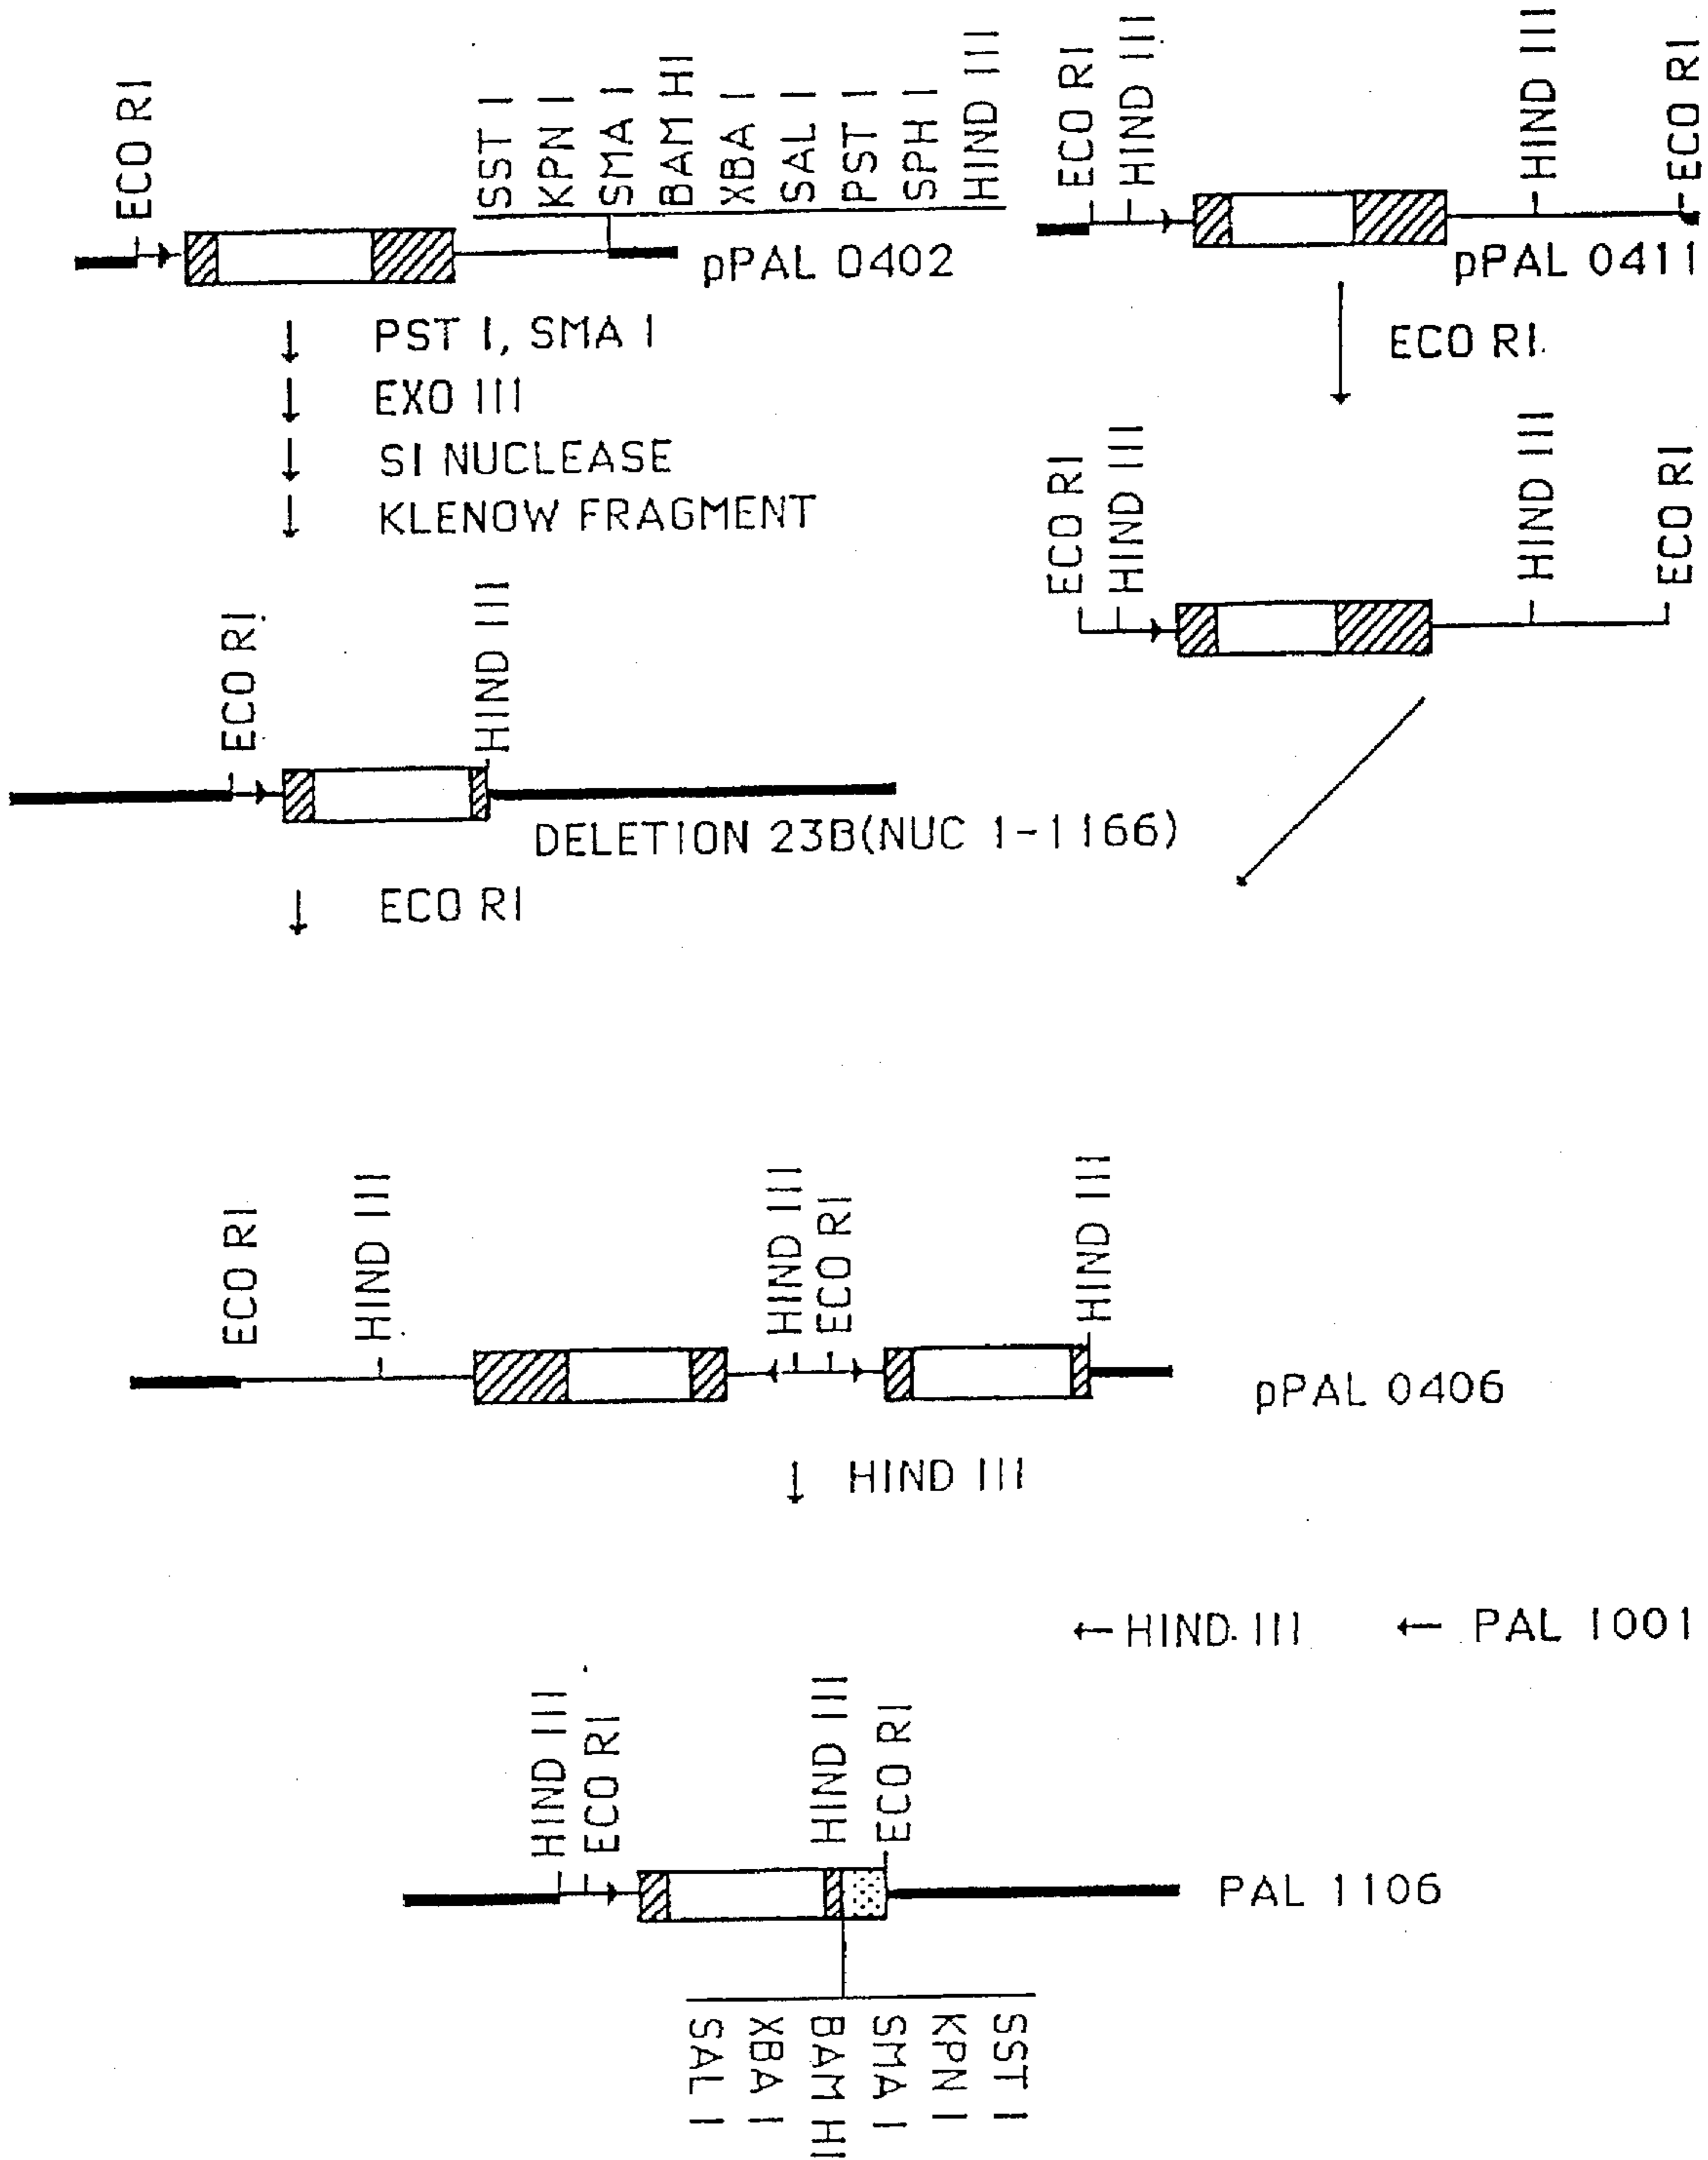 ECO RI
SST I
KPN I
SMA I
BAM HI
XBA I
SAL I
PST I
SPH I
HIND III
pPAL 0402
ECO RI
HIND III
HIND III
ECO RI
pPAL 0411
PST I, SMA I
EXO III
SI NUCLEASE
KLENOW FRAGMENT
ECO RI
ECO RI
HIND III
HIND III
ECO RI
ECO RI
HIND III
DELETION 23B(NUC 1-1166)
ECO RI
ECO RI
HIND III
HIND III
ECO RI
HIND III
pPAL 0406
HIND III
HIND III
PAL 1001
HIND III
ECO RI
HIND III
ECO RI
PAL 1106
SAL I
XBA I
BAM HI
SMA I
KPN I
SST I